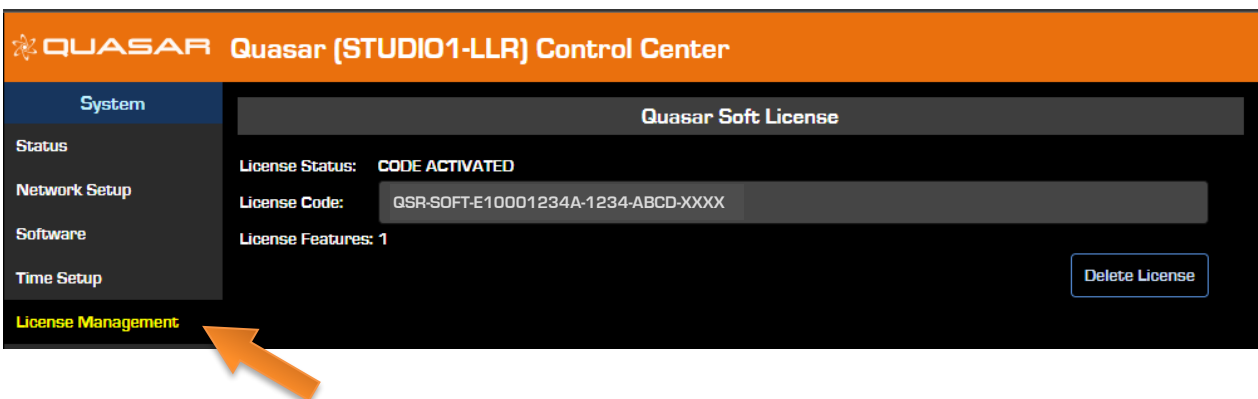 QUASAR Quasar (STUDIO1-LLR) Control Center
System
Quasar Soft License
Status
License Status: CODE ACTIVATED
Network Setup
License Code: QSR-SOFT-E10001234A-1234-ABCD-XXXX
Software
License Features: 1
Time Setup
Delete License
License Management